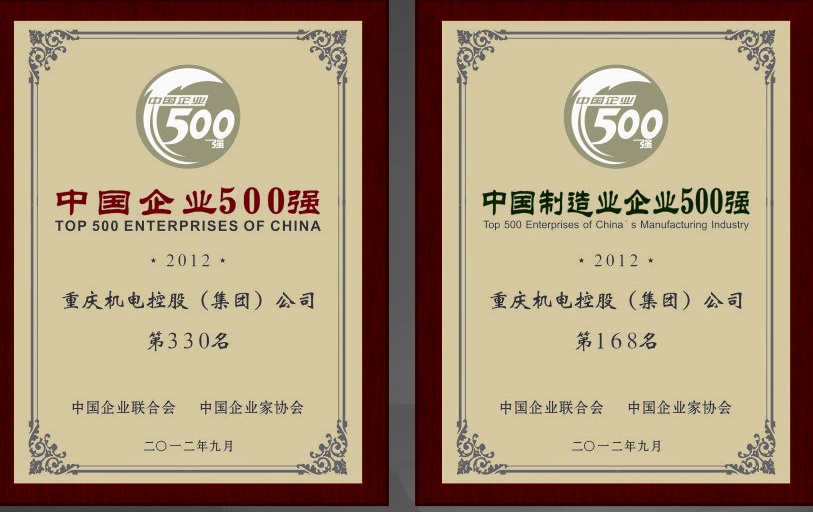 中国企业
500
强
中国企业500强
TOP 500 ENTERPRISES OF CHINA
★ 2012 ★
重庆机电控股（集团）公司
第330名
中国企业联合会 中国企业家协会
二〇一二年九月
中国企业
500
强
中国制造业企业500强
Top 500 Enterprises of China's Manufacturing Industry
★ 2012 ★
重庆机电控股（集团）公司
第168名
中国企业联合会 中国企业家协会
二〇一二年九月